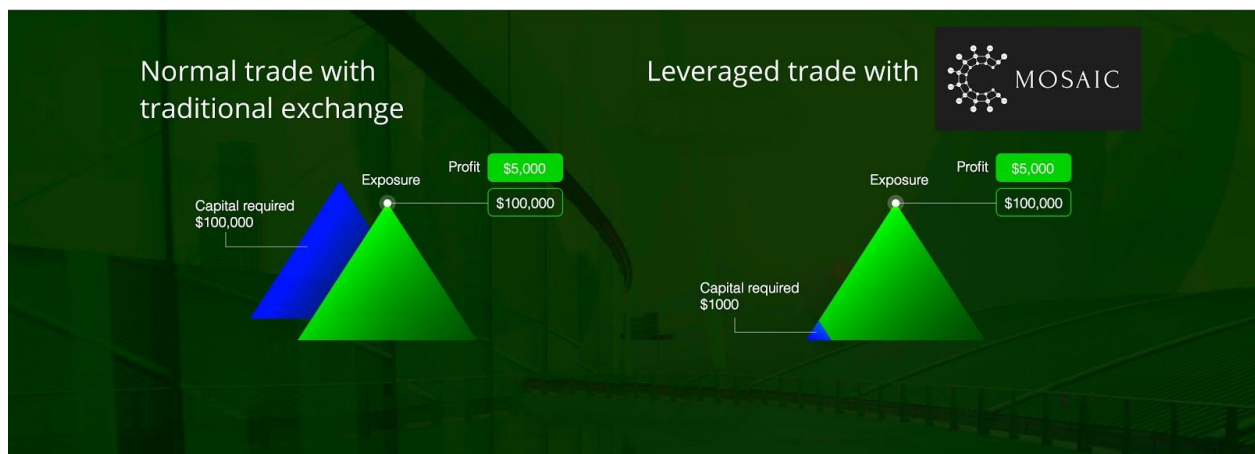 Normal trade with
traditional exchange
Profit $5,000
Exposure
$100,000
Capital required
$100,000
Leveraged trade with
MOSAIC
Profit $5,000
Exposure
$100,000
Capital required
$1000